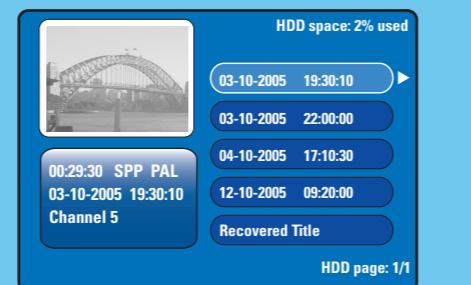 HDD space: 2% used
03-10-2005 19:30:10
03-10-2005 22:00:00
04-10-2005 17:10:30
12-10-2005 09:20:00
Recovered Title
00:29:30 SPP PAL
03-10-2005 19:30:10
Channel 5
HDD page: 1/1